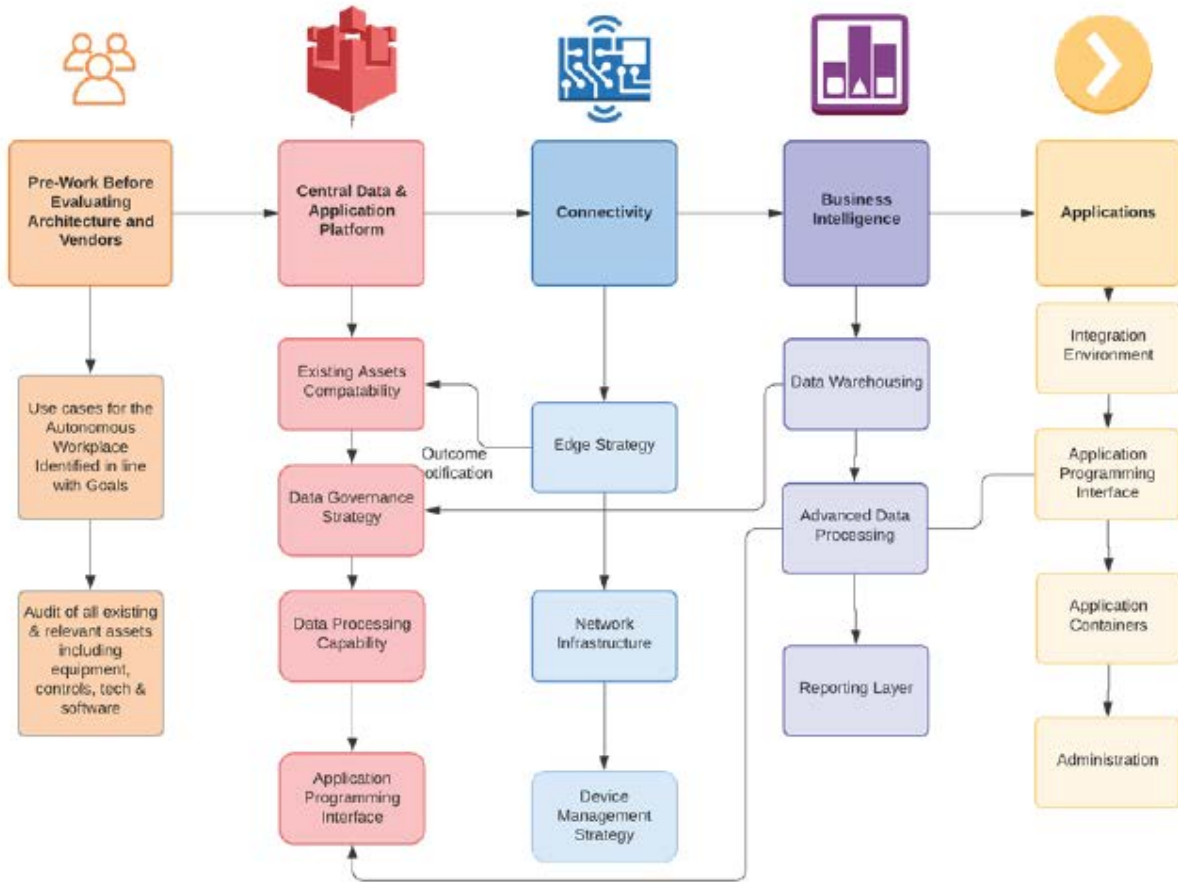 Pre-Work Before
Evaluating
Architecture and
Vendors
Central Data &
Application
Platform
Connectivity
Business
Intelligence
Applications
Use cases for the
Autonomous
Workplace
Identified in line
with Goals
Audit of all existing
& relevant assets
including
equipment,
controls, tech &
software
Existing Assets
Compatability
Data Governance
Strategy
Data Processing
Capability
Application
Programming
Interface
Outcome
otification
Edge Strategy
Network
Infrastructure
Device
Management
Strategy
Data Warehousing
Advanced Data
Processing
Reporting Layer
Integration
Environment
Application
Programming
Interface
Application
Containers
Administration